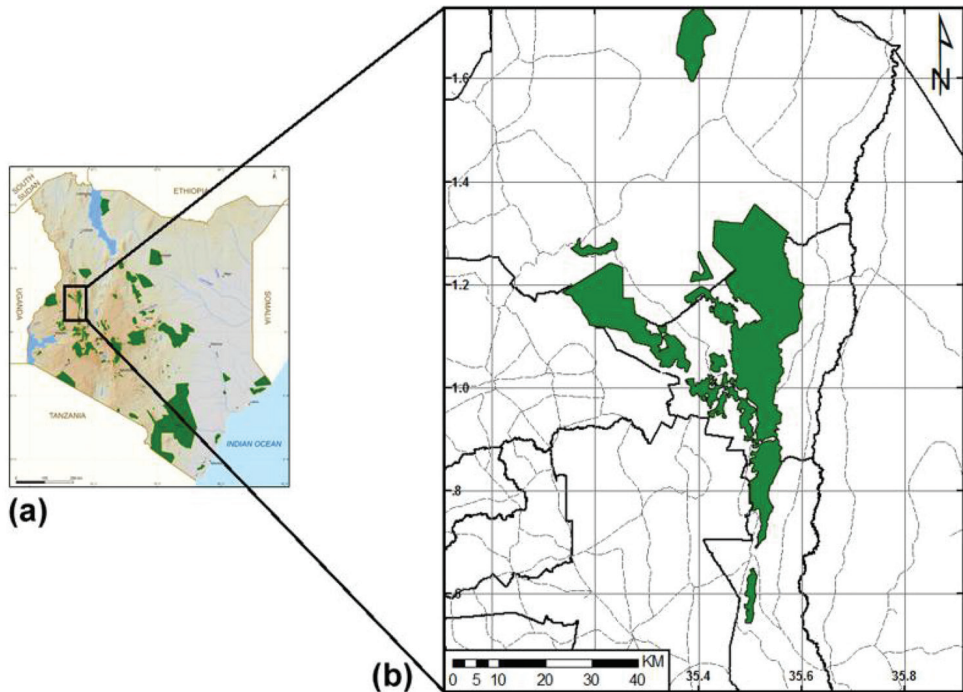 SOUTH
SUDAN
ETHIOPIA
UGANDA
SOMALIA
TANZANIA
INDIAN OCEAN
(a)
N
1.6
1.4
1.2
1.0
.8
.6
(b)
KM
0 5 10 20 30 40
35.4 35.6 35.8